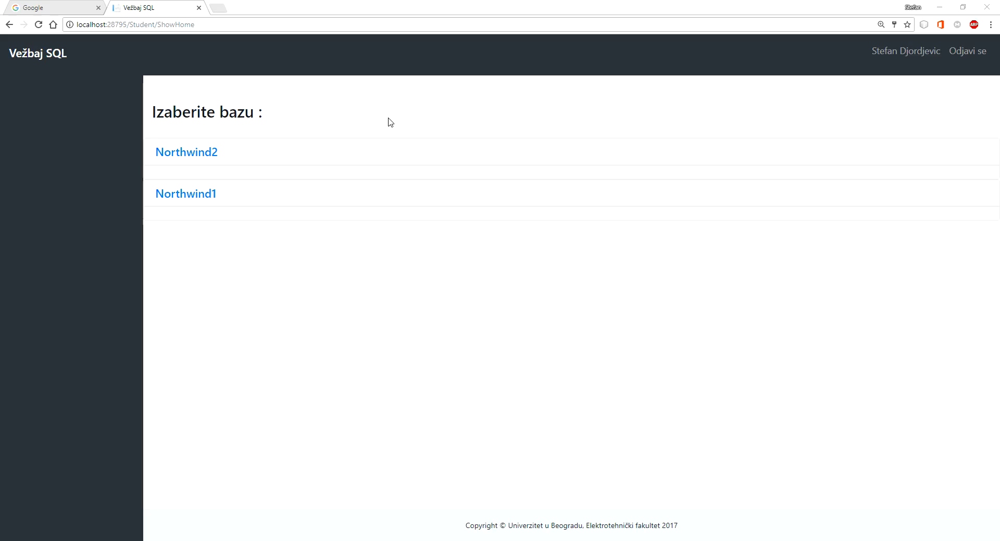 Google
Vežbaj SQL
Stefan
localhost:28795/Student/ShowHome
ABP
Vežbaj SQL
Stefan Djordjevic
Odjavi se
Izaberite bazu :
Northwind2
Northwind1
Copyright © Univerzitet u Beogradu, Elektrotehnički fakultet 2017